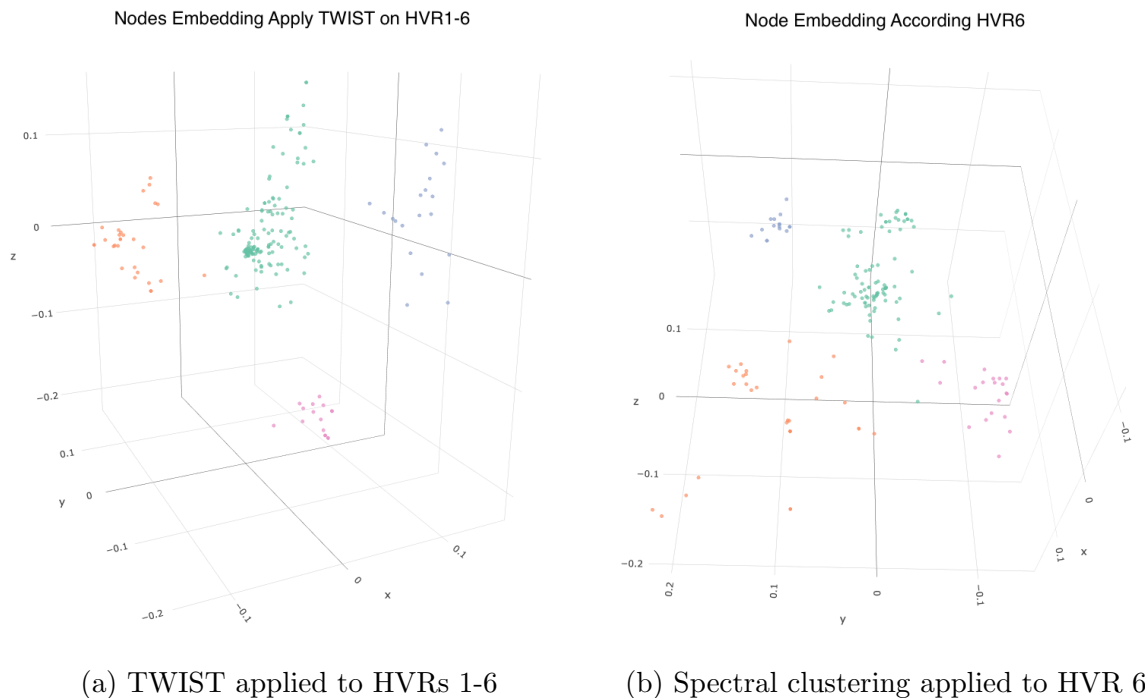 Nodes Embedding Apply TWIST on HVR1-6
0.1
0
z
−0.1
−0.2
0.1
y
0
−0.1
−0.2
−0.1
0
0.1
x
(a) TWIST applied to HVRs 1-6
Node Embedding According HVR6
0.1
z
0
−0.1
−0.2
0.2
0.1
0
−0.1
y
−0.1
0
0.1
x
(b) Spectral clustering applied to HVR 6